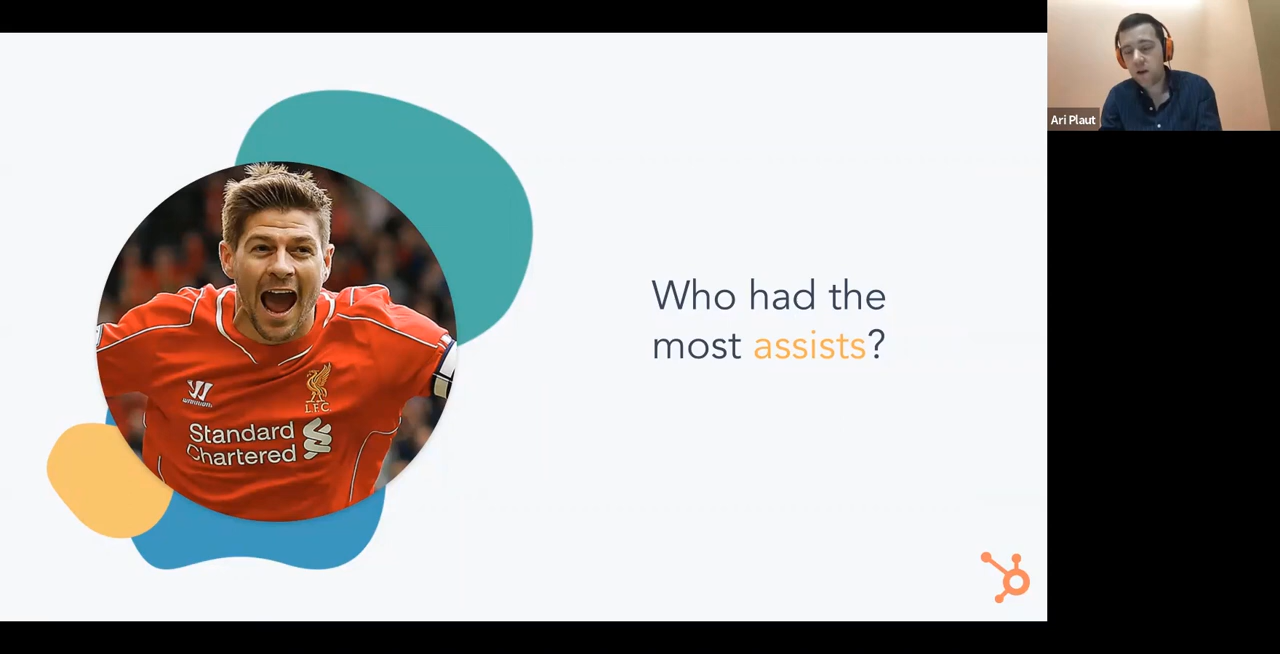 Ari Plaut
Who had the
most assists?
L.F.C.
Standard
Chartered